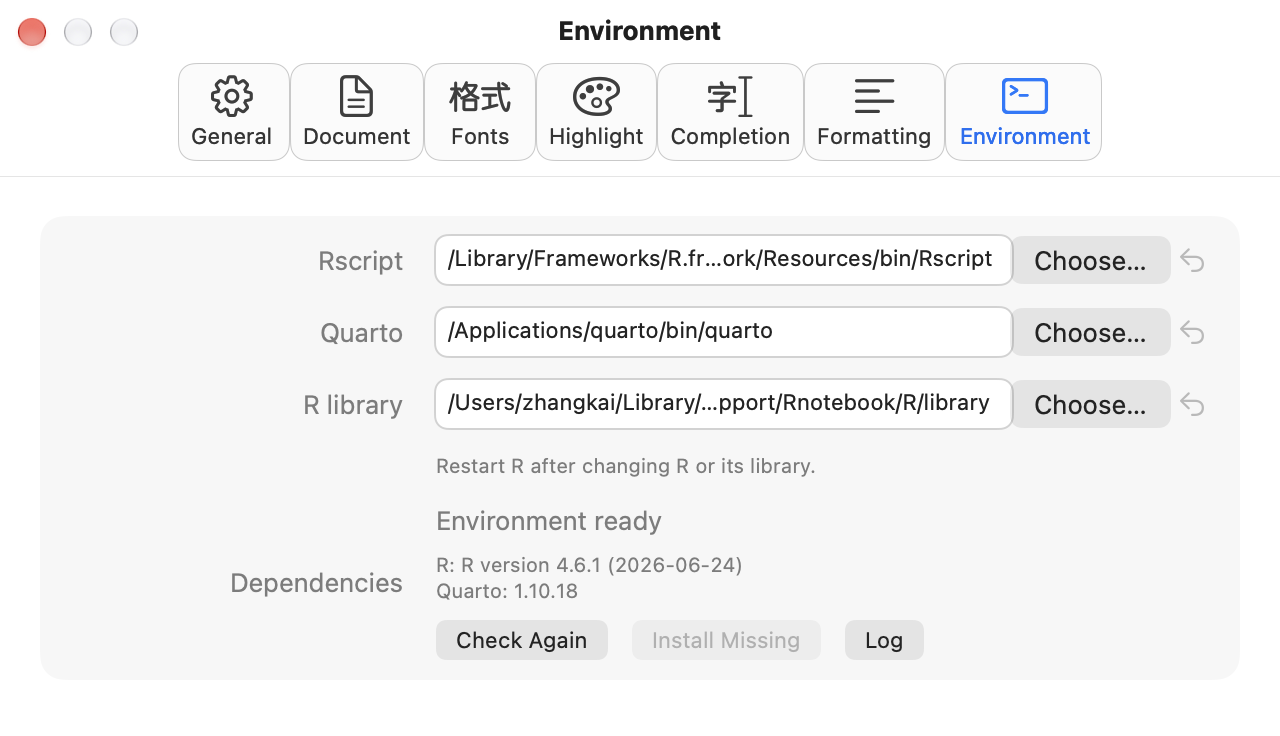 Environment
格式
字
General
Document
Fonts
Highlight
Completion
Formatting
Environment
Rscript
/Library/Frameworks/R.fr...ork/Resources/bin/Rscript
Choose...
Quarto
/Applications/quarto/bin/quarto
Choose...
R library
/Users/zhangkai/Library/...pport/Rnotebook/R/library
Choose...
Restart R after changing R or its library.
Environment ready
R: R version 4.6.1 (2026-06-24)
Dependencies
Quarto: 1.10.18
Check Again
Install Missing
Log